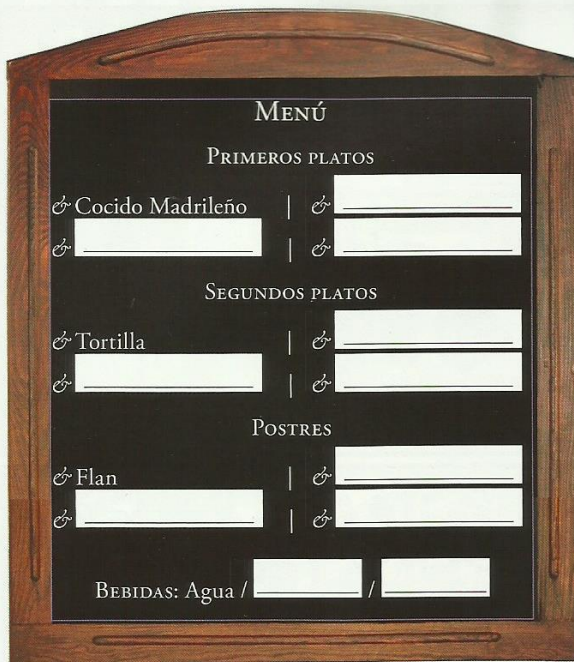 Menú
Primeros platos
& Cocido Madrileño | &
& | &
Segundos platos
& Tortilla | &
& | &
Postres
& Flan | &
& | &
Bebidas: Agua / /